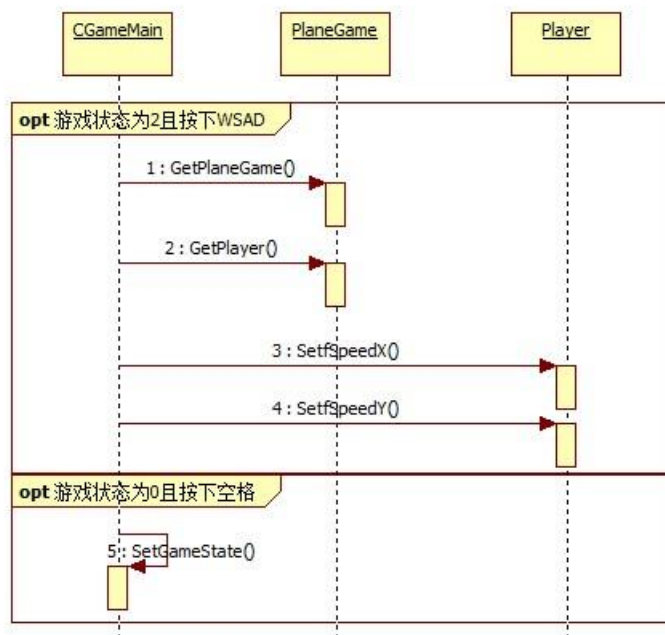 CGameMain
PlaneGame
Player
opt 游戏状态为2且按下WSAD
1 : GetPlaneGame()
2 : GetPlayer()
3 : SetfSpeedX()
4 : SetfSpeedY()
opt 游戏状态为0且按下空格
5 : SetGameState()